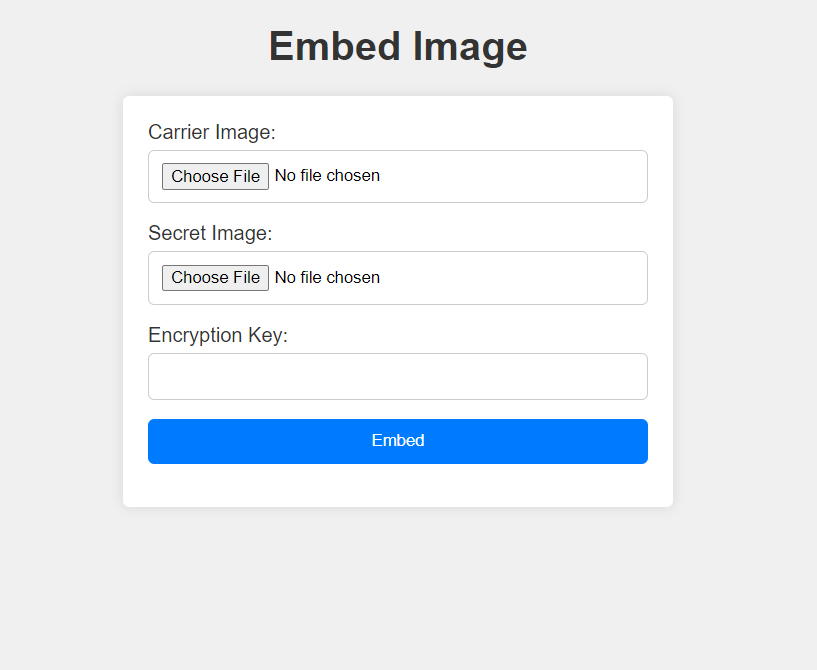 Embed Image
Carrier Image:
Choose File No file chosen
Secret Image:
Choose File No file chosen
Encryption Key:
Embed